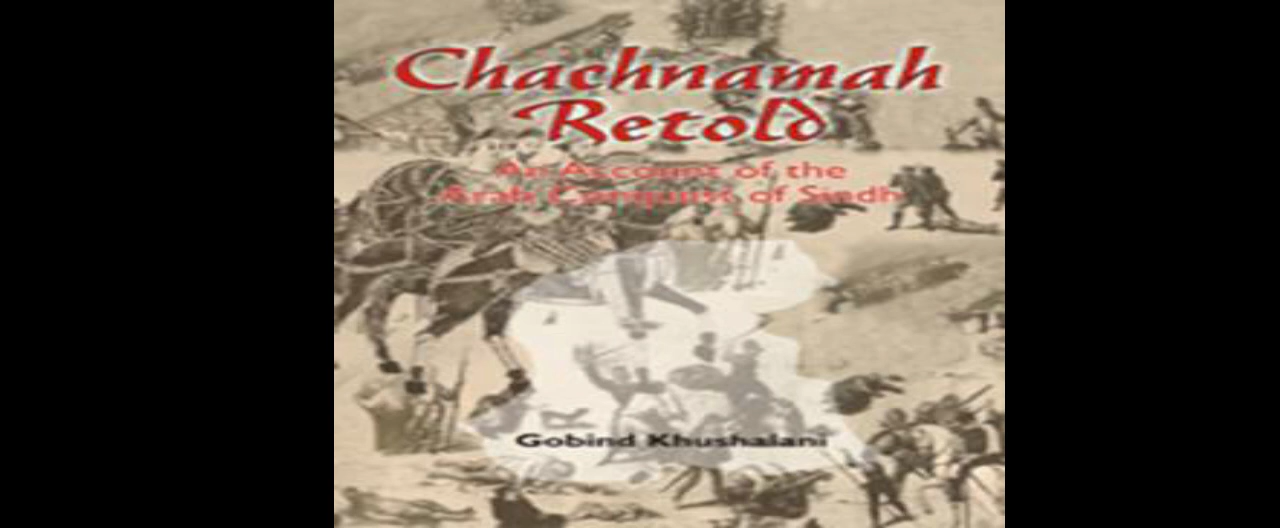 Chachnamah
Retold
An Account of the
Arab Conquest of Sindh
Gobind Khushalani